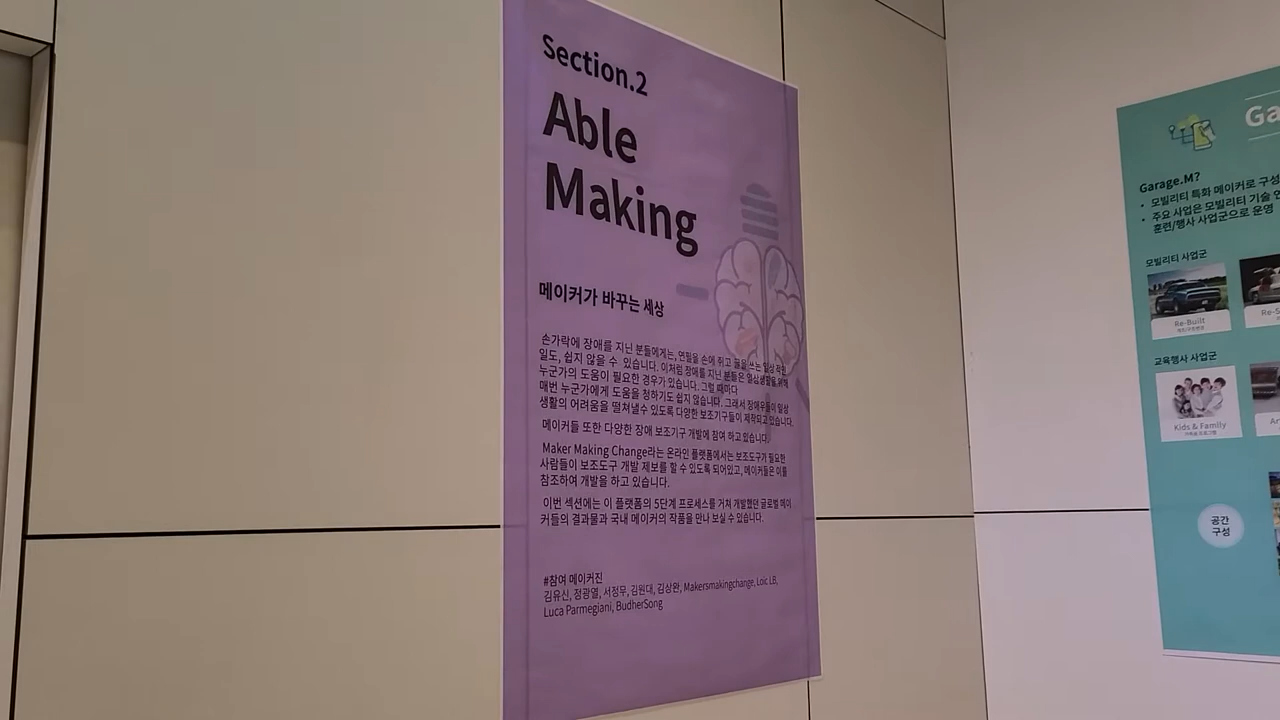 Section.2
Able
Making
메이커가 바꾸는 세상
손가락에 장애를 지닌 분들에게는, 연필을 손에 쥐고 글을 쓰는 일상적인
일도, 쉽지 않을 수 있습니다. 이처럼 장애를 지닌 분들은 일상생활을 위해
누군가의 도움이 필요한 경우가 있습니다. 그럴 때마다
매번 누군가에게 도움을 청하기도 쉽지 않습니다. 그래서 장애우들이 일상
생활의 어려움을 떨쳐낼수 있도록 다양한 보조기구들이 제작되고 있습니다.
메이커들 또한 다양한 장애 보조기구 개발에 참여 하고 있습니다.
Maker Making Change라는 온라인 플랫폼에서는 보조도구가 필요한
사람들이 보조도구 개발 제보를 할 수 있도록 되어있고, 메이커들은 이를
참조하여 개발을 하고 있습니다.
이번 섹션에는 이 플랫폼의 5단계 프로세스를 거쳐 개발했던 글로벌 메이
커들의 결과물과 국내 메이커의 작품을 만나 보실 수 있습니다.
#참여 메이커진
김유신, 정광열, 서정무, 김원대, 김상완, Makersmakingchange, Loic LB,
Luca Parmegiani, BudherSong
Ga
Garage.M?
• 모빌리티 특화 메이커로 구성
• 주요 사업은 모빌리티 기술 연
훈련/행사 사업군으로 운영
모빌리티 사업군
Re-Built
Re-S
교육행사 사업군
Kids & Family
Ar
공간
구성